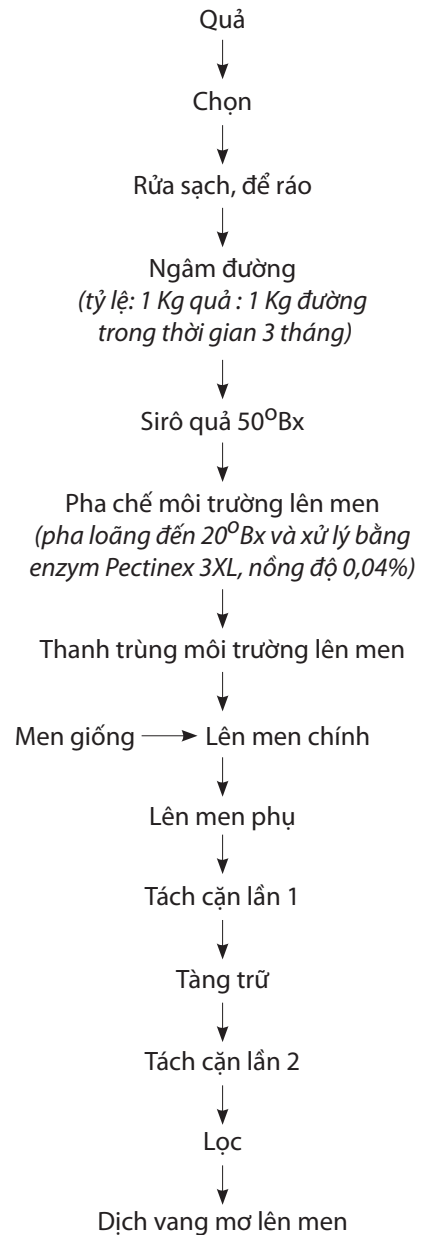 Quả
Chọn
Rửa sạch, để ráo
Ngâm đường
(tỷ lệ: 1 Kg quả : 1 Kg đường
trong thời gian 3 tháng)
Sirô quả 50ºBx
Pha chế môi trường lên men
(pha loãng đến 20ºBx và xử lý bằng
enzym Pectinex 3XL, nồng độ 0,04%)
Thanh trùng môi trường lên men
Men giống Lên men chính
Lên men phụ
Tách cặn lần 1
Tàng trữ
Tách cặn lần 2
Lọc
Dịch vang mơ lên men